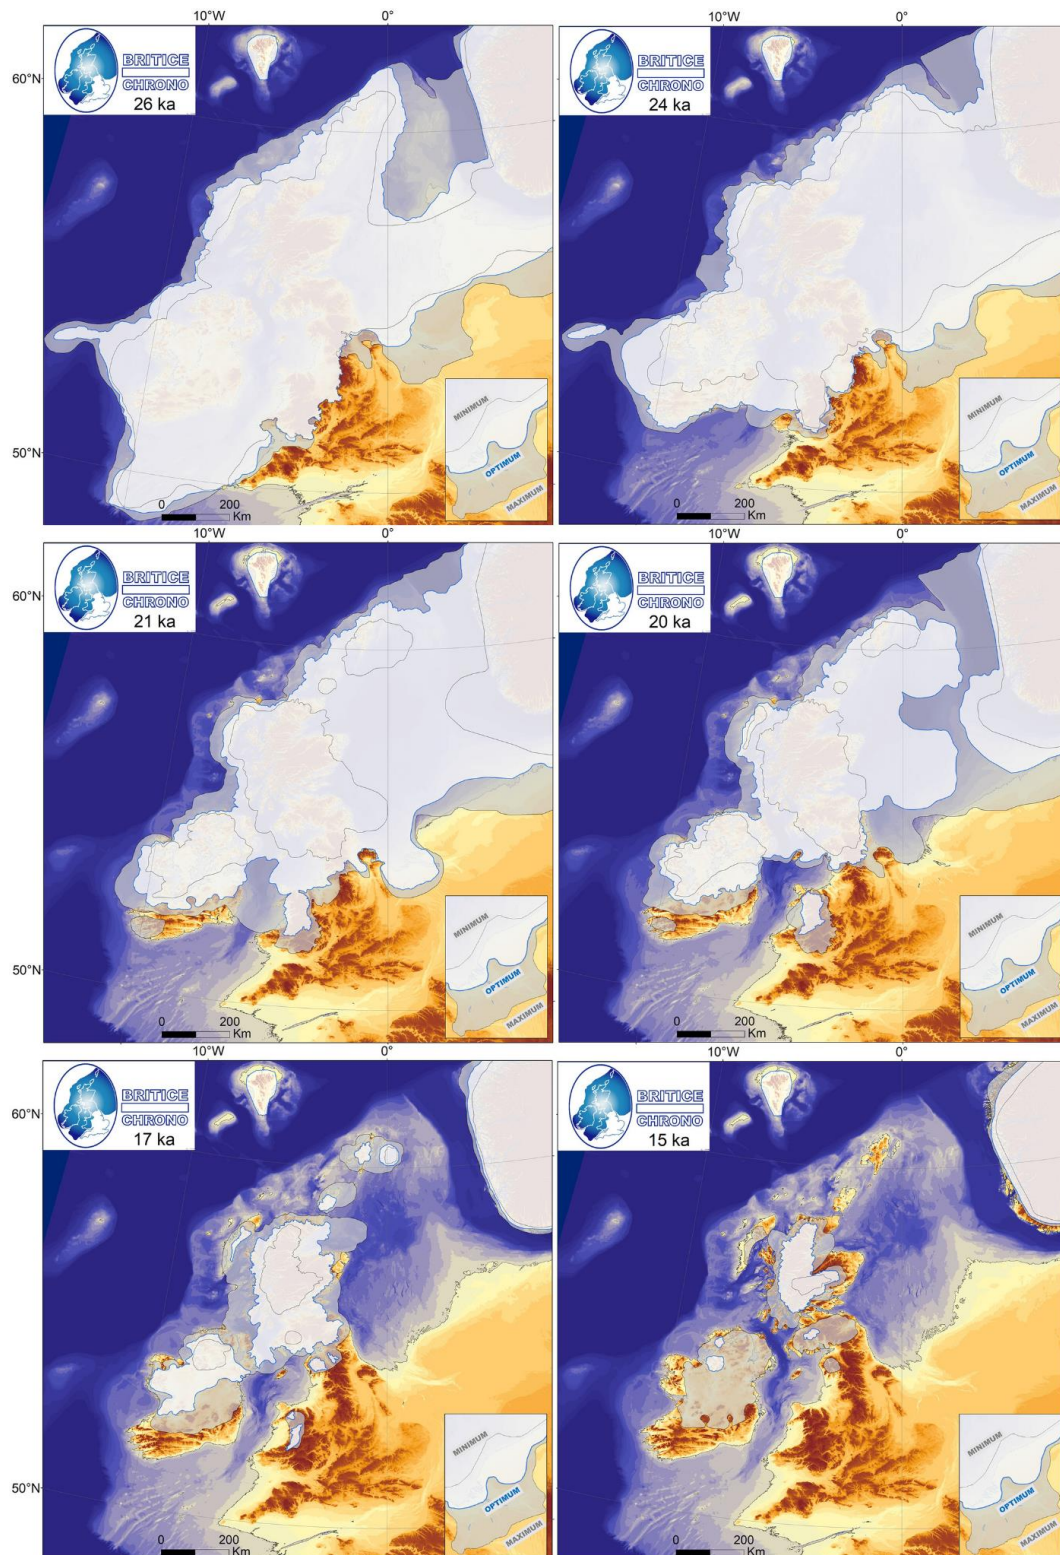 10°W 0° 10°W 0°
60°N
BRITICE
CHRONO
26 ka
BRITICE
CHRONO
24 ka
50°N
0 200
Km
MINIMUM
OPTIMUM
MAXIMUM
0 200
Km
MINIMUM
OPTIMUM
MAXIMUM
10°W 0° 10°W 0°
60°N
BRITICE
CHRONO
21 ka
BRITICE
CHRONO
20 ka
50°N
0 200
Km
MINIMUM
OPTIMUM
MAXIMUM
0 200
Km
MINIMUM
OPTIMUM
MAXIMUM
10°W 0° 10°W 0°
60°N
BRITICE
CHRONO
17 ka
BRITICE
CHRONO
15 ka
50°N
0 200
Km
MINIMUM
OPTIMUM
MAXIMUM
0 200
Km
MINIMUM
OPTIMUM
MAXIMUM